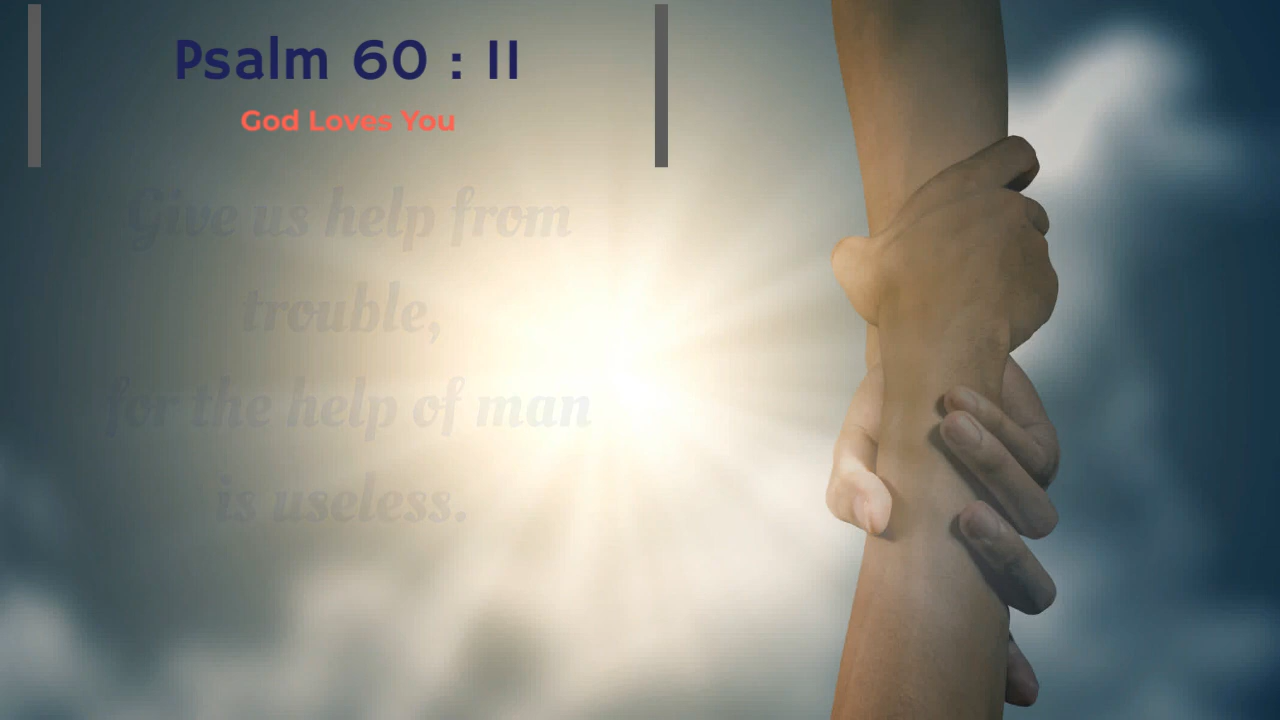 Psalm 60 : 11
God Loves You
Give us help from
trouble,
for the help of man
is useless.